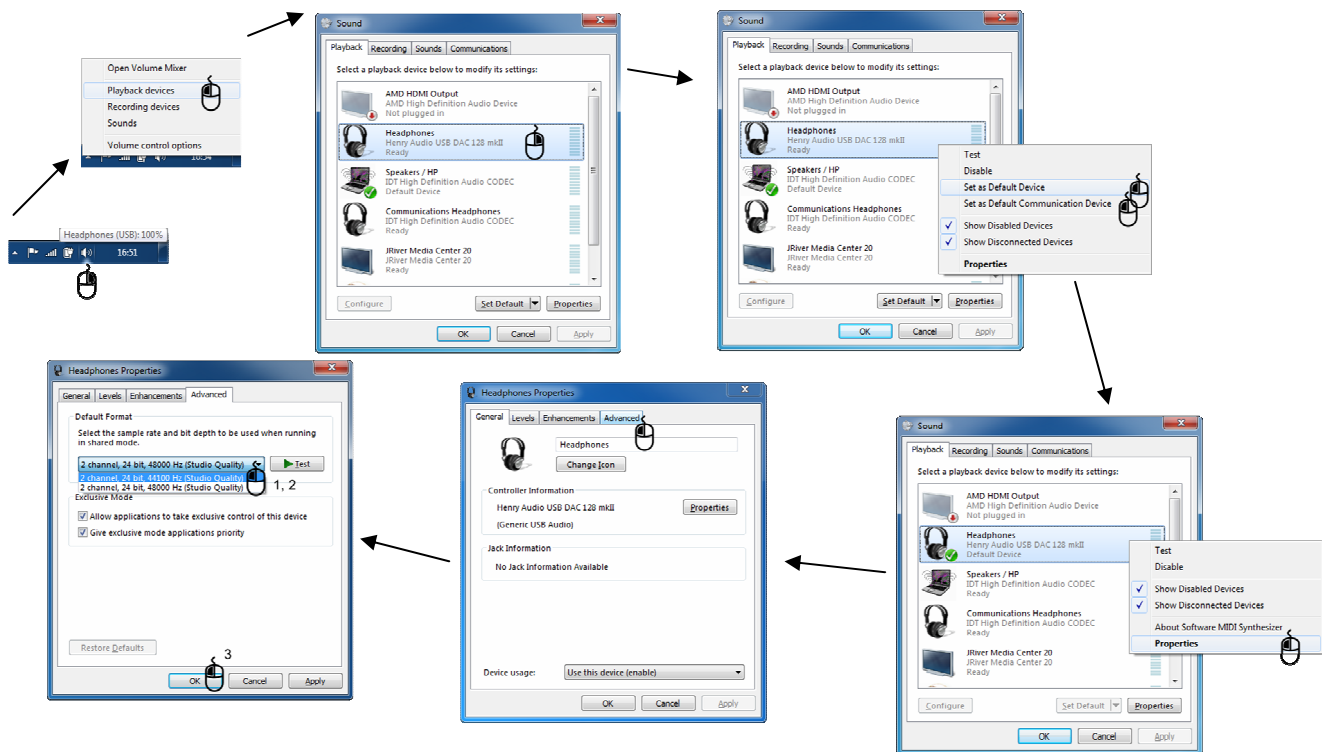 Headphones (USB): 100%
16:51
Open Volume Mixer
Playback devices
Recording devices
Sounds
Volume control options
16:54
Sound
Playback Recording Sounds Communications
Select a playback device below to modify its settings:
AMD HDMI Output
AMD High Definition Audio Device
Not plugged in
Headphones
Henry Audio USB DAC 128 mkII
Ready
Speakers / HP
IDT High Definition Audio CODEC
Default Device
Communications Headphones
IDT High Definition Audio CODEC
Ready
JRiver Media Center 20
JRiver Media Center 20
Ready
Configure Set Default Properties
OK Cancel Apply
Sound
Playback Recording Sounds Communications
Select a playback device below to modify its settings:
AMD HDMI Output
AMD High Definition Audio Device
Not plugged in
Headphones
Henry Audio USB DAC 128 mkII
Ready
Speakers / HP
IDT High Definition Audio CODEC
Default Device
Communications Headphones
IDT High Definition Audio CODEC
Ready
JRiver Media Center 20
JRiver Media Center 20
Ready
Test
Disable
Set as Default Device
Set as Default Communication Device
Show Disabled Devices
Show Disconnected Devices
Properties
Configure Set Default Properties
OK Cancel Apply
Sound
Playback Recording Sounds Communications
Select a playback device below to modify its settings:
AMD HDMI Output
AMD High Definition Audio Device
Not plugged in
Headphones
Henry Audio USB DAC 128 mkII
Default Device
Speakers / HP
IDT High Definition Audio CODEC
Ready
Communications Headphones
IDT High Definition Audio CODEC
Ready
JRiver Media Center 20
JRiver Media Center 20
Ready
Test
Disable
Show Disabled Devices
Show Disconnected Devices
About Software MIDI Synthesizer
Properties
Configure Set Default Properties
OK Cancel Apply
Headphones Properties
General Levels Enhancements Advanced
Headphones
Change Icon
Controller Information
Henry Audio USB DAC 128 mkII Properties
(Generic USB Audio)
Jack Information
No Jack Information Available
Device usage: Use this device (enable)
OK Cancel Apply
Headphones Properties
General Levels Enhancements Advanced
Default Format
Select the sample rate and bit depth to be used when running
in shared mode.
2 channel, 24 bit, 48000 Hz (Studio Quality) Test
2 channel, 24 bit, 44100 Hz (Studio Quality)
2 channel, 24 bit, 48000 Hz (Studio Quality)
1, 2
Exclusive Mode
Allow applications to take exclusive control of this device
Give exclusive mode applications priority
Restore Defaults
3
OK Cancel Apply